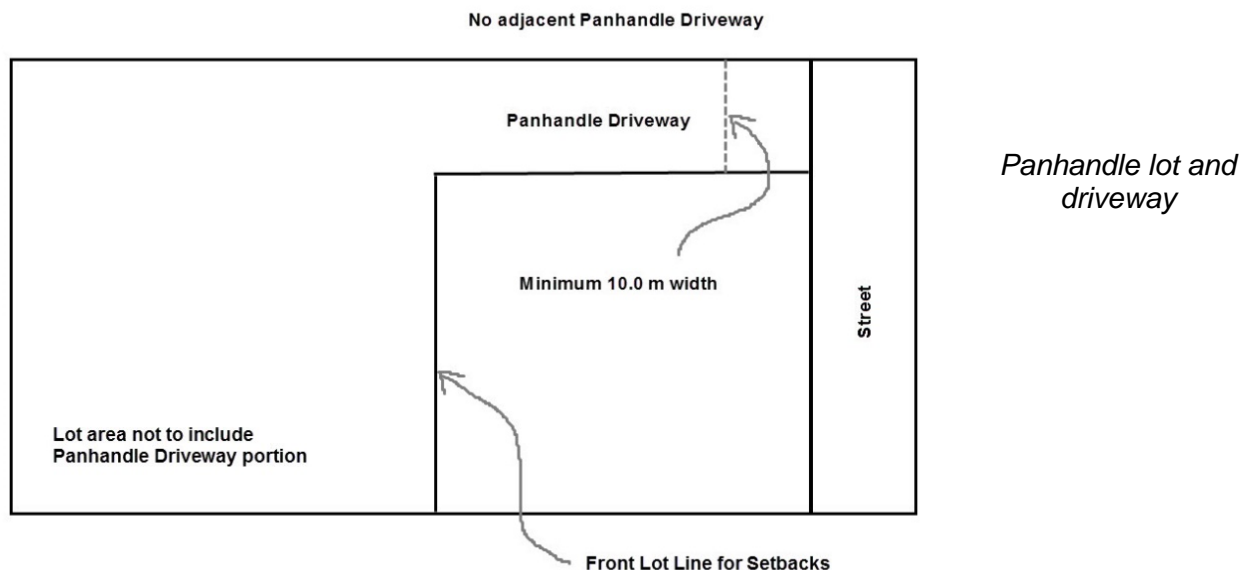 No adjacent Panhandle Driveway
Panhandle Driveway
Panhandle lot and
driveway
Minimum 10.0 m width
Street
Lot area not to include
Panhandle Driveway portion
Front Lot Line for Setbacks